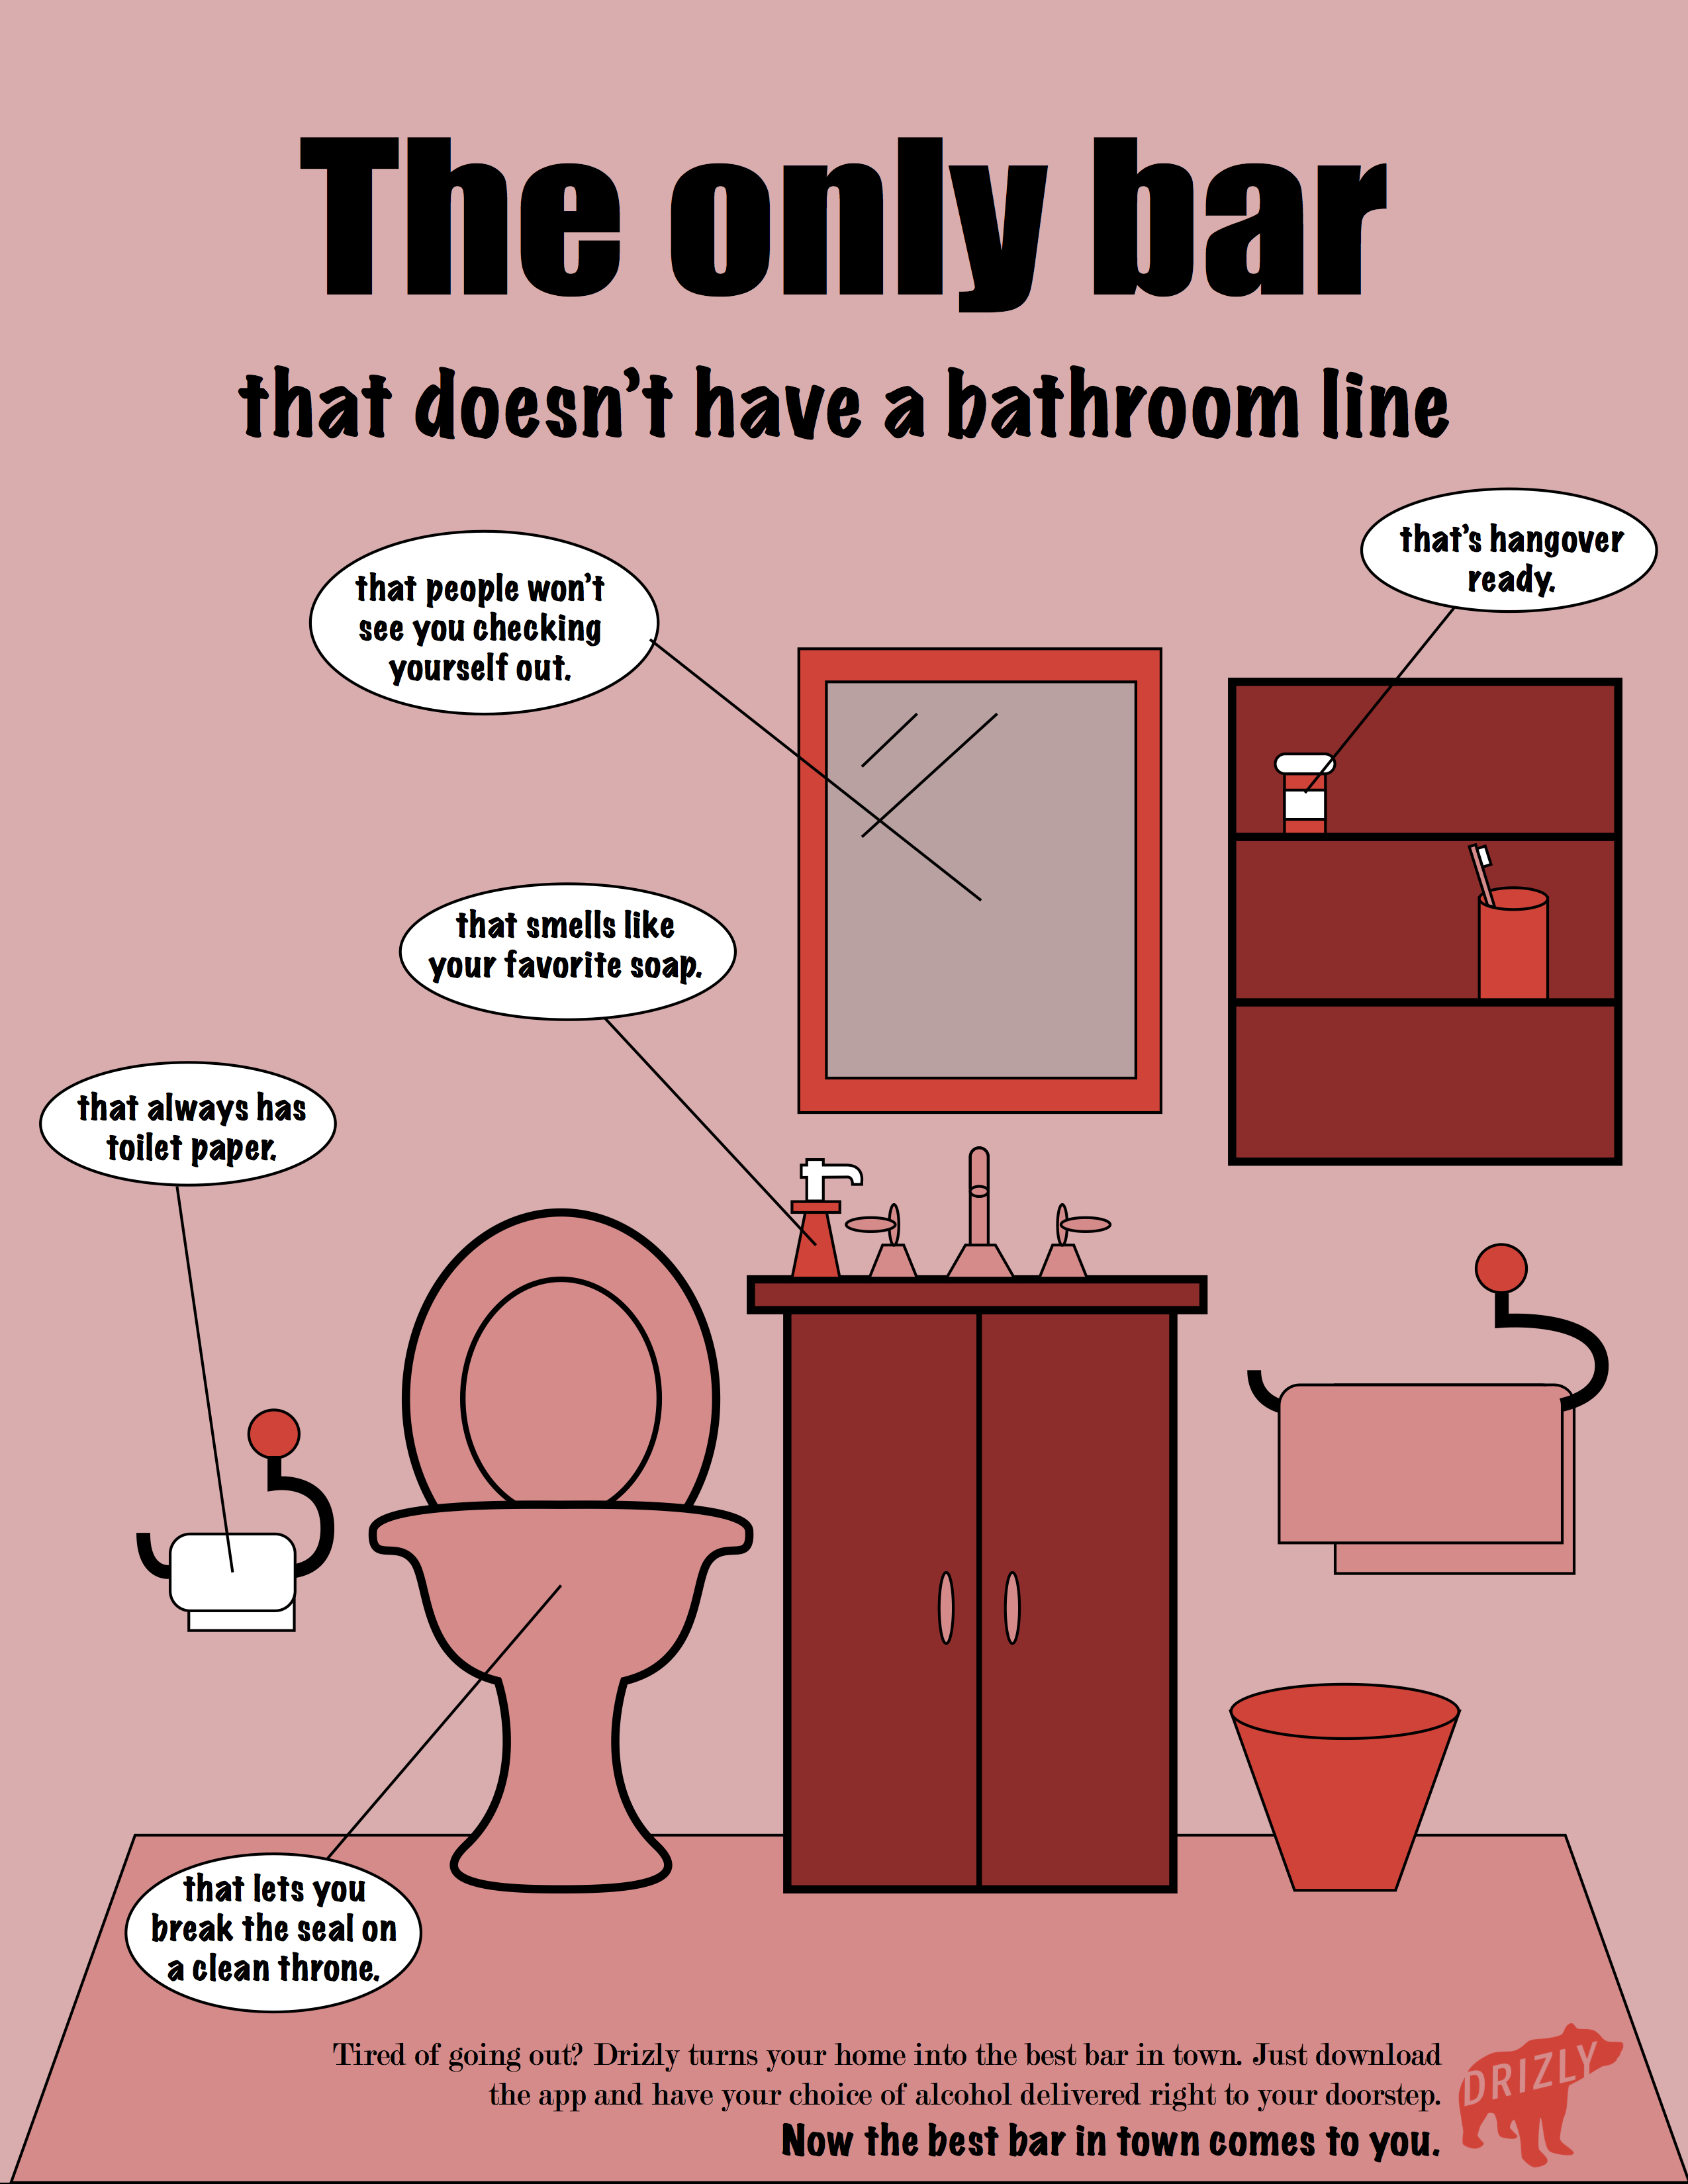 The only bar
that doesn't have a bathroom line
that's hangover
ready.
that people won't
see you checking
yourself out.
that smells like
your favorite soap.
that always has
toilet paper.
that lets you
break the seal on
a clean throne.
Tired of going out? Drizly turns your home into the best bar in town. Just download
the app and have your choice of alcohol delivered right to your doorstep.
Now the best bar in town comes to you.
DRIZLY